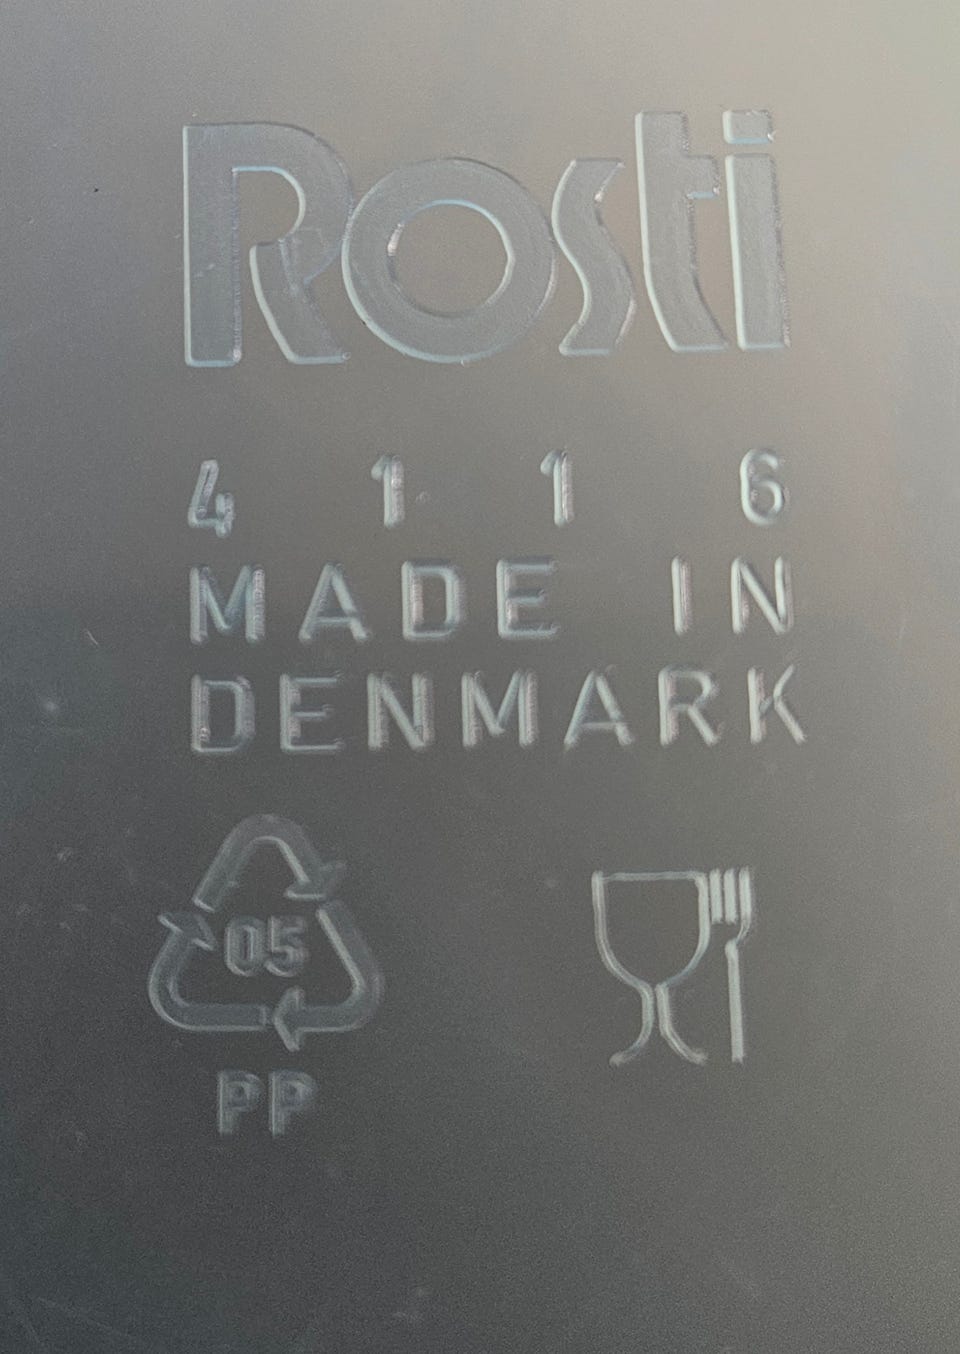 Rosti
4 1 1 6
MADE IN
DENMARK
05
PP